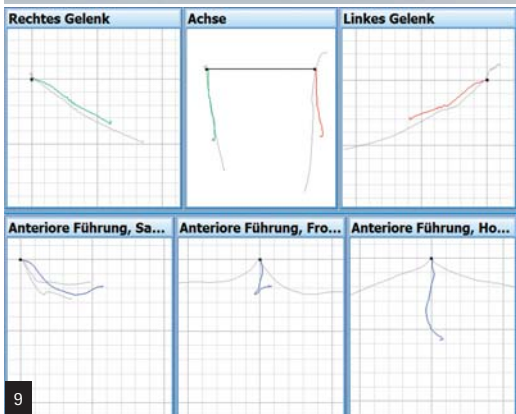 Rechtes Gelenk
Achse
Linkes Gelenk
Anteriore Führung, Sa...
Anteriore Führung, Fro...
Anteriore Führung, Ho...
9